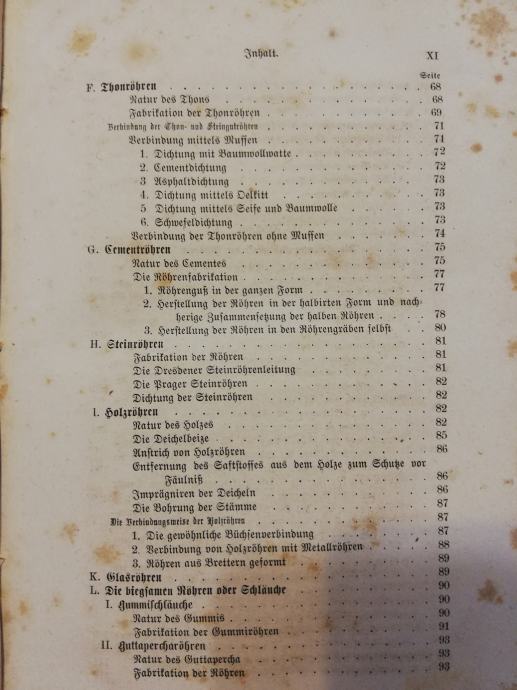 Inhalt. XI
Seite
F. Thonröhren . . . . . . . . . . . . 68
Natur des Thons . . . . . . . . . . 68
Fabrikation der Thonröhren . . . . . . . . 69
Verbindung der Thon- und Steingutröhren . . . . . . . . 71
Verbindung mittels Muffen . . . . . . . . 71
1. Dichtung mit Baumwollwatte . . . . . . . 72
2. Cementdichtung . . . . . . . . . 72
3 Asphaltdichtung . . . . . . . . . 73
4. Dichtung mittels Oelkitt . . . . . . . 73
5 Dichtung mittels Seife und Baumwolle . . . . . 73
6. Schwefeldichtung . . . . . . . . 73
Verbindung der Thonröhren ohne Muffen . . . . . 74
G. Cementröhren . . . . . . . . . . . 75
Natur des Cementes . . . . . . . . . 75
Die Röhrenfabrikation . . . . . . . . . 77
1. Röhrenguß in der ganzen Form . . . . . . 77
2. Herstellung der Röhren in der halbirten Form und nach-
herige Zusammensetzung der halben Röhren . . . 78
3. Herstellung der Röhren in den Röhrengräben selbst . . 80
H. Steinröhren . . . . . . . . . . . . 81
Fabrikation der Röhren . . . . . . . . . 81
Die Dresdener Steinröhrenleitung . . . . . . 81
Die Prager Steinröhren . . . . . . . . . 82
Dichtung der Steinröhren . . . . . . . . 82
I. Holzröhren . . . . . . . . . . . . 82
Natur des Holzes . . . . . . . . . . 82
Die Deichelbeize . . . . . . . . . . 85
Anstrich von Holzröhren . . . . . . . . 86
Entfernung des Saftstoffes aus dem Holze zum Schutze vor
Fäulniß . . . . . . . . . . . 86
Imprägniren der Deicheln . . . . . . . . 86
Die Bohrung der Stämme . . . . . . . . 87
Die Verbindungsweise der Holzröhren . . . . . . . . 87
1. Die gewöhnliche Büchsenverbindung . . . . . 87
2. Verbindung von Holzröhren mit Metallröhren . . . 88
3. Röhren aus Brettern geformt . . . . . . 89
K. Glasröhren . . . . . . . . . . . . 89
L. Die biegsamen Röhren oder Schläuche . . . . . . 90
I. Gummischläuche . . . . . . . . . . 90
Natur des Gummis . . . . . . . . . 90
Fabrikation der Gummiröhren . . . . . . . 91
II. Guttapercharöhren . . . . . . . . . . 93
Natur des Guttapercha . . . . . . . . 93
Fabrikation der Röhren . . . . . . . . 93